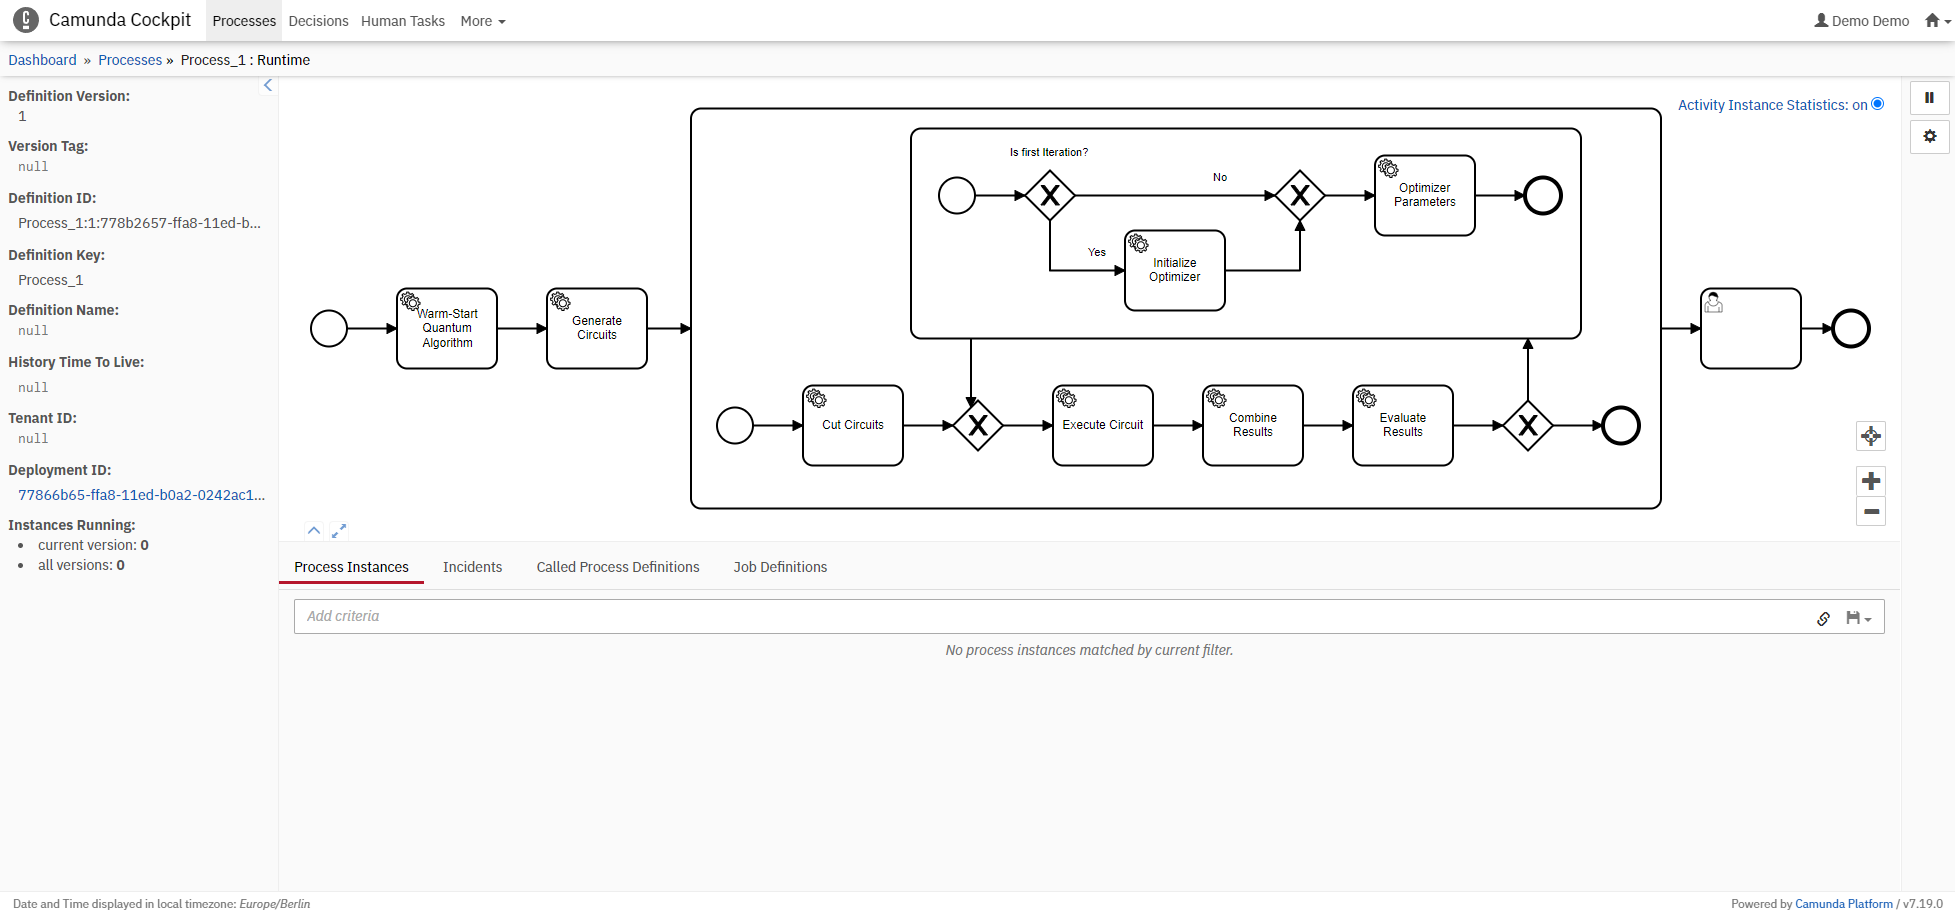 Camunda Cockpit Processes Decisions Human Tasks More Demo Demo
Dashboard » Processes » Process_1 : Runtime
Definition Version:
1
Version Tag:
null
Definition ID:
Process_1:1:778b2657-ffa8-11ed-b...
Definition Key:
Process_1
Definition Name:
null
History Time To Live:
null
Tenant ID:
null
Deployment ID:
77866b65-ffa8-11ed-b0a2-0242ac1...
Instances Running:
• current version: 0
• all versions: 0
Activity Instance Statistics: on
Is first Iteration?
No
Yes
Optimizer
Parameters
Initialize
Optimizer
Warm-Start
Quantum
Algorithm
Generate
Circuits
Cut Circuits
Execute Circuit
Combine
Results
Evaluate
Results
Process Instances Incidents Called Process Definitions Job Definitions
Add criteria
No process instances matched by current filter.
Date and Time displayed in local timezone: Europe/Berlin
Powered by Camunda Platform / v7.19.0